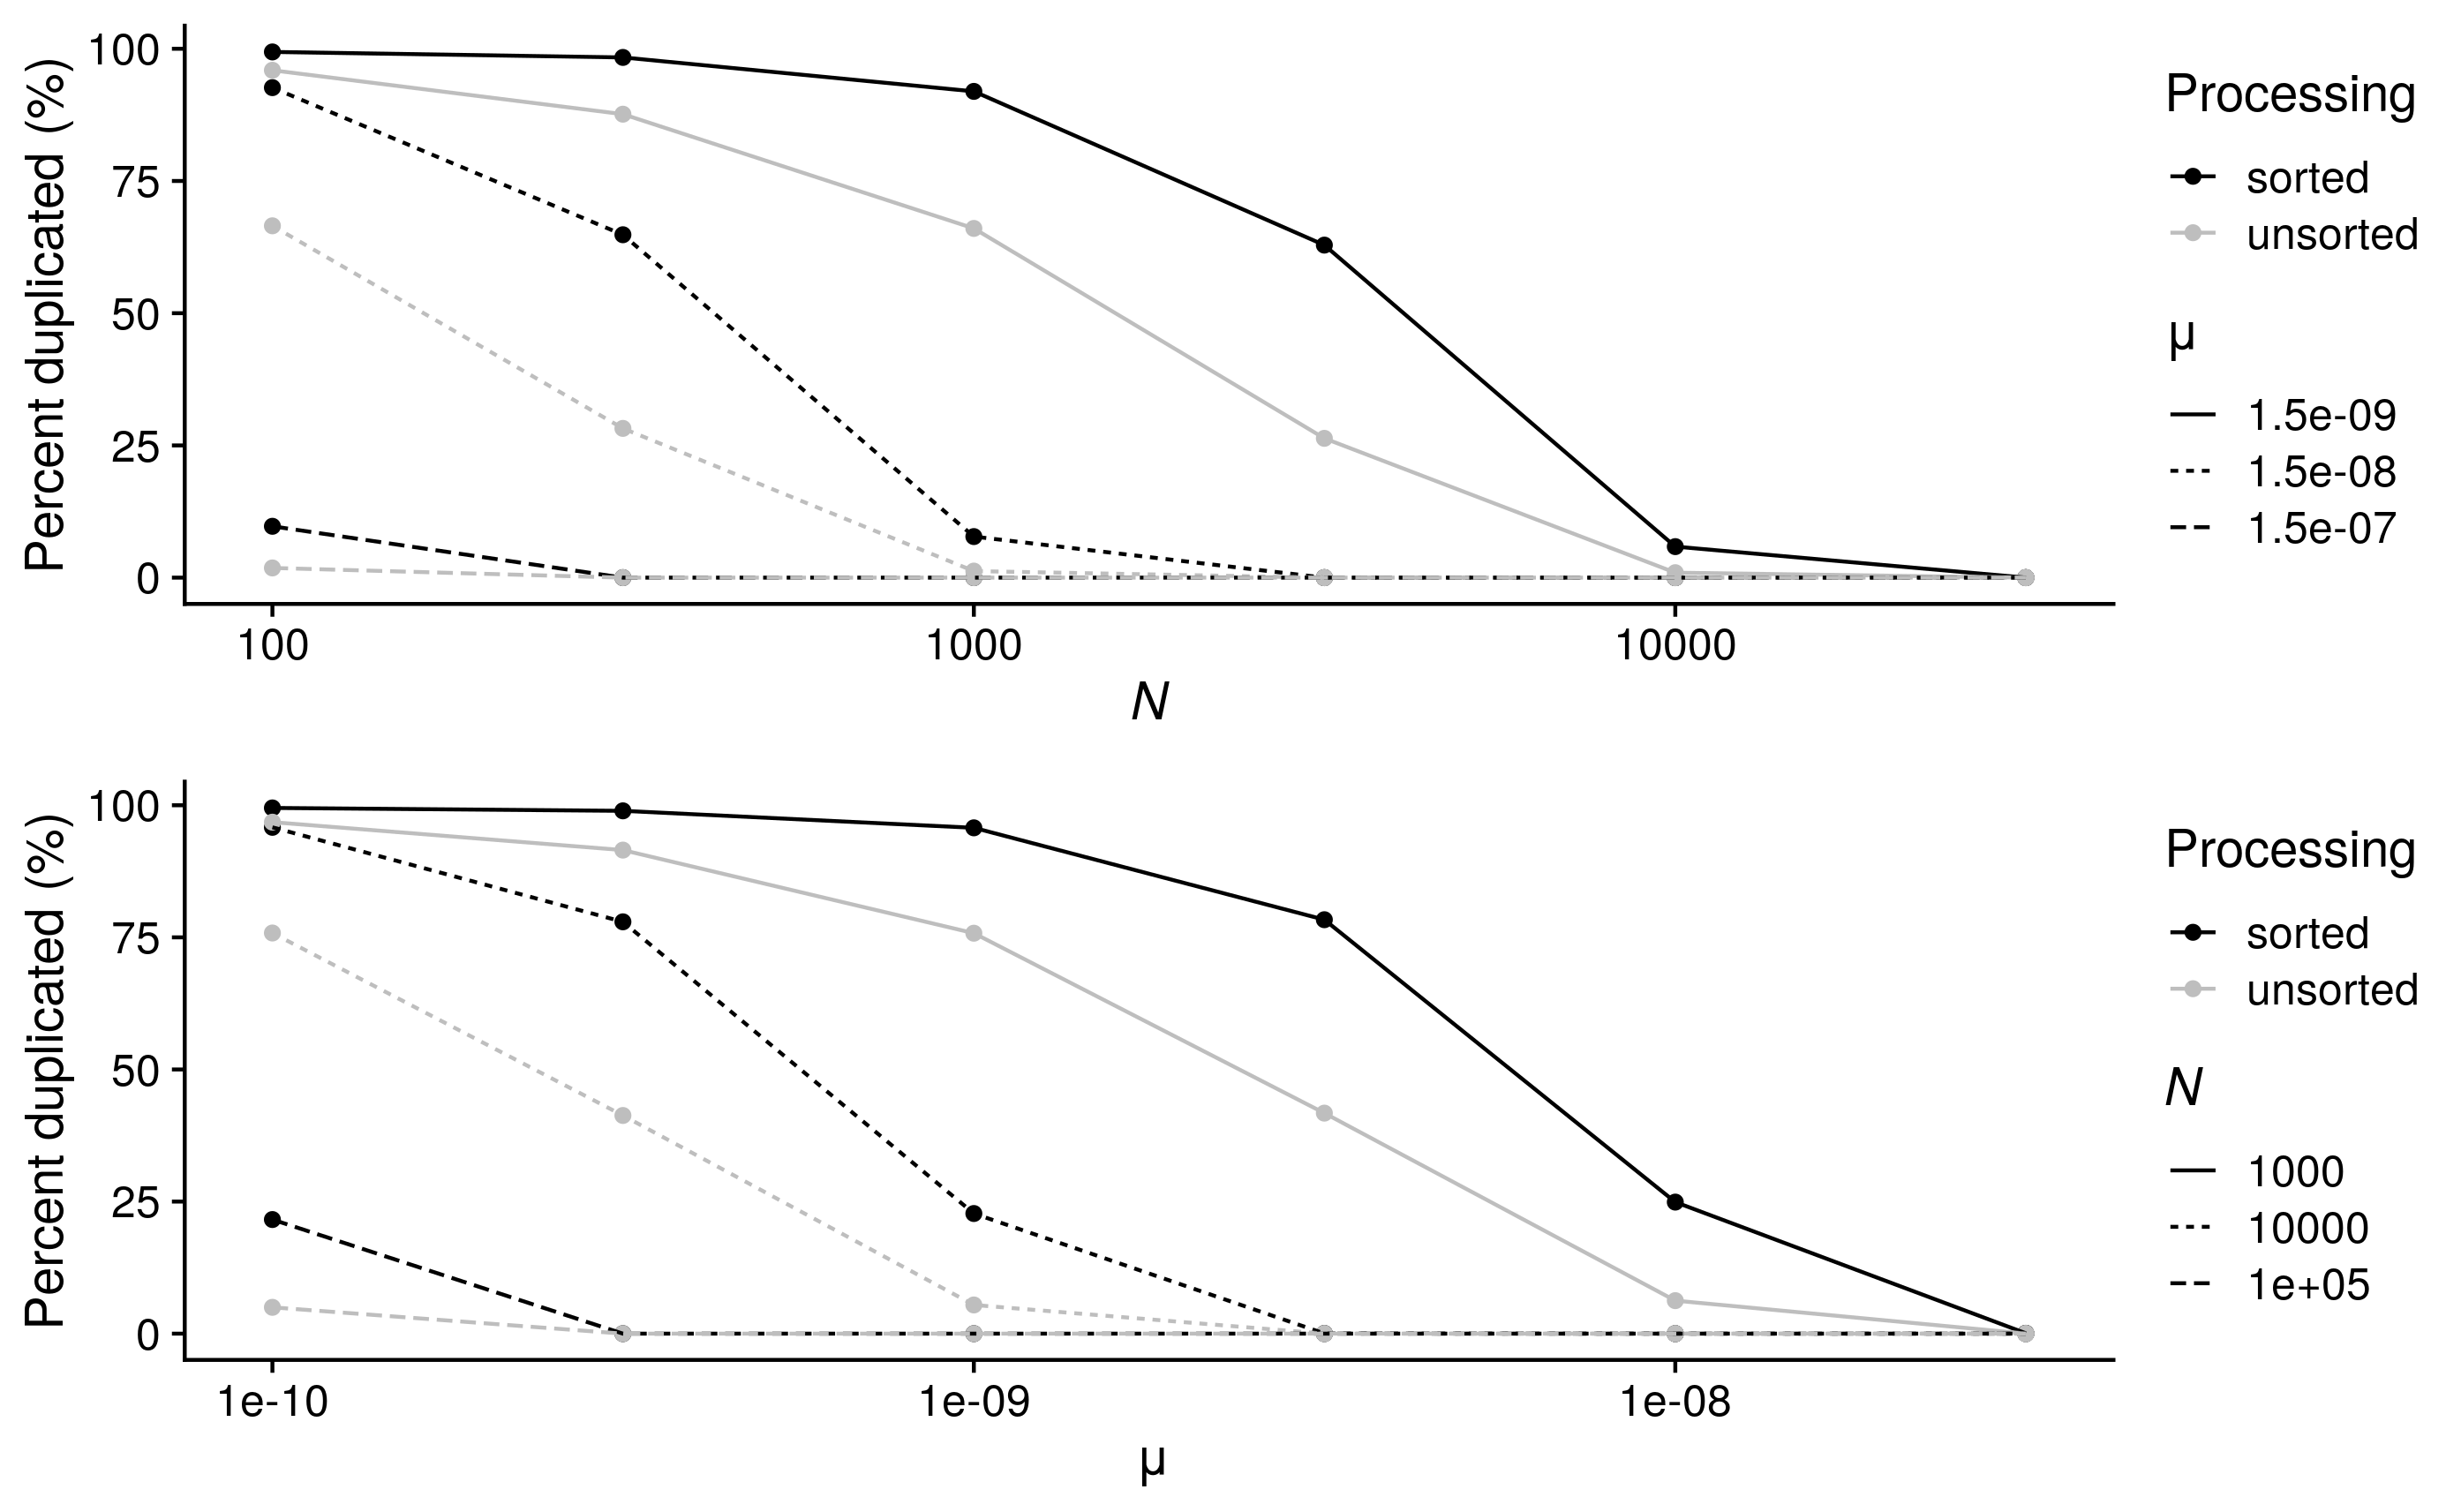 Percent duplicated (%)
100
75
50
25
0
100
1000
10000
N
Processing
sorted
unsorted
µ
1.5e-09
1.5e-08
1.5e-07
Percent duplicated (%)
100
75
50
25
0
1e-10
1e-09
1e-08
µ
Processing
sorted
unsorted
N
1000
10000
1e+05